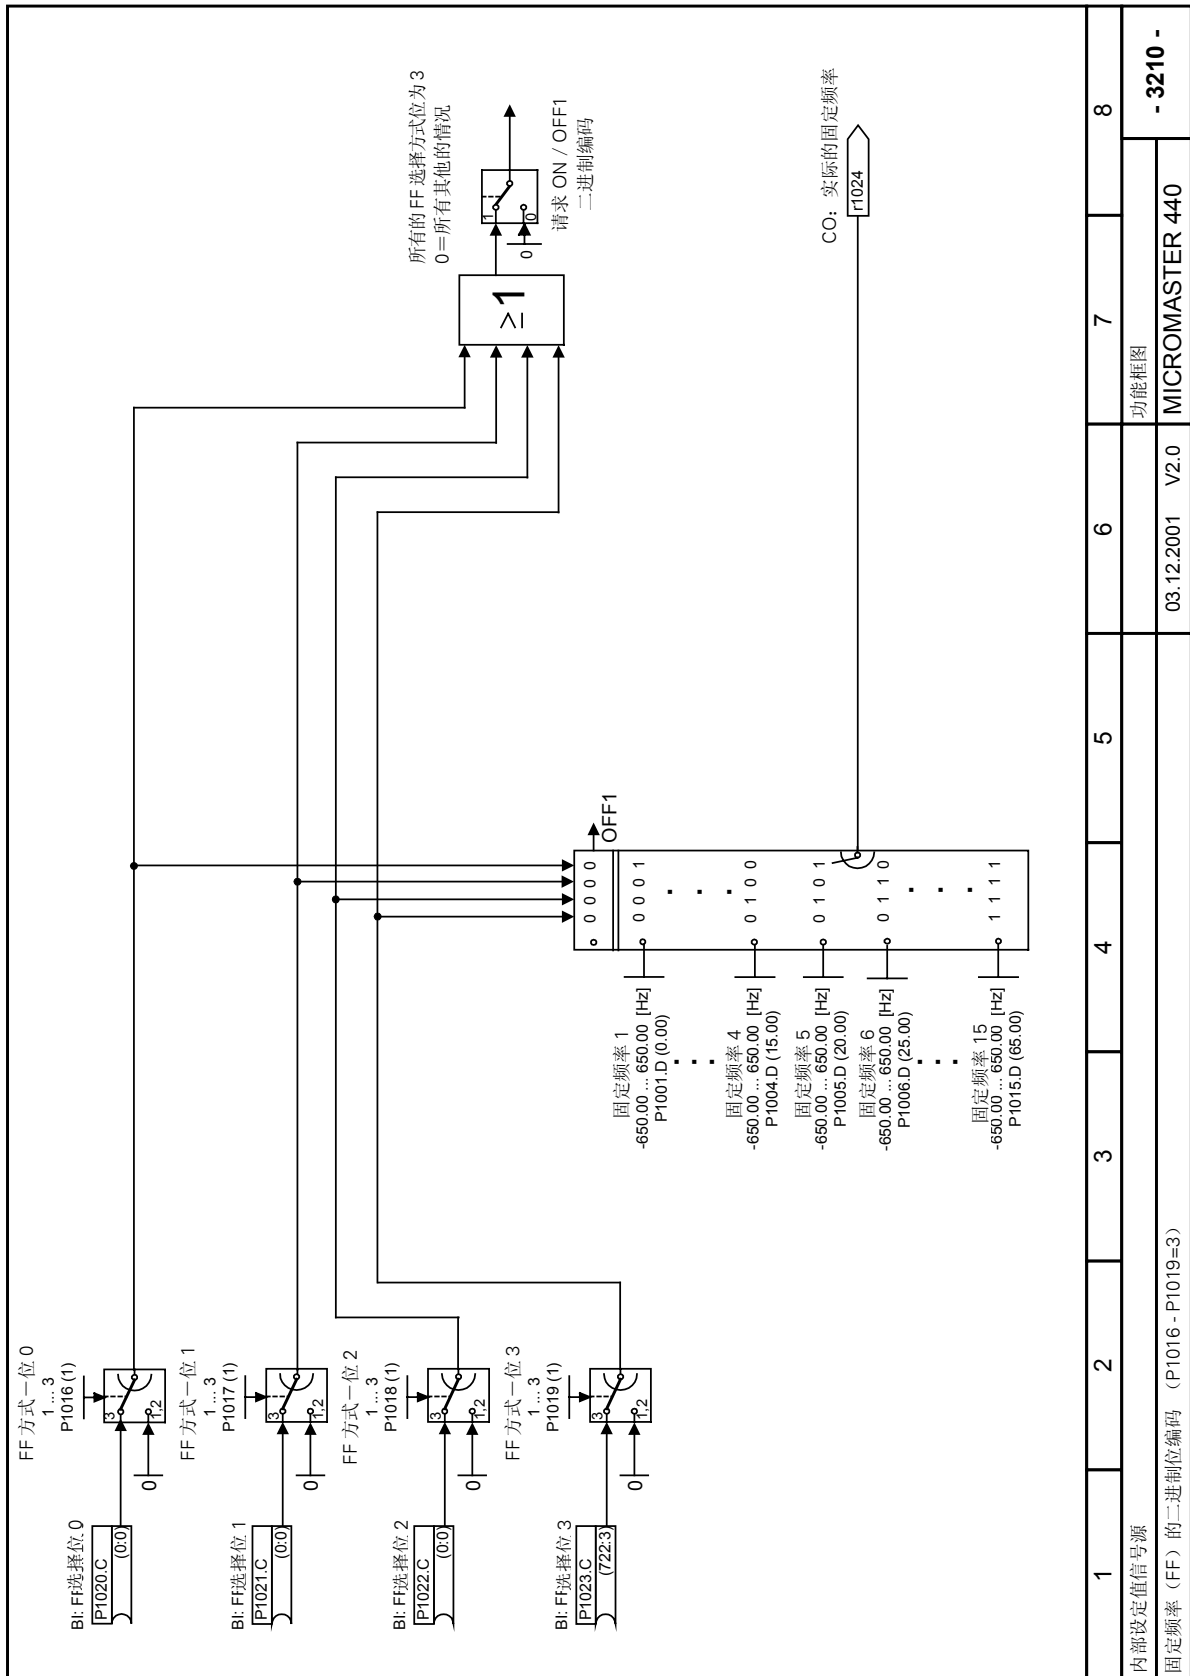 BI: FF选择位 0
P1020.C
(0:0)
FF 方式－位 0
1 ... 3
P1016 (1)
3
1,2
0
BI: FF选择位 1
P1021.C
(0:0)
FF 方式－位 1
1 ... 3
P1017 (1)
3
1,2
0
BI: FF选择位 2
P1022.C
(0:0)
FF 方式－位 2
1 ... 3
P1018 (1)
3
1,2
0
BI: FF选择位 3
P1023.C
(722:3)
FF 方式－位 3
1 ... 3
P1019 (1)
3
1,2
0
所有的 FF 选择方式位为 3
0＝所有其他的情况
≥1
1
0
0
请求 ON / OFF1
二进制编码
0 0 0 0
OFF1
固定频率 1
-650.00 ... 650.00 [Hz]
P1001.D (0.00)
0 0 0 1
. . .
. . .
固定频率 4
-650.00 ... 650.00 [Hz]
P1004.D (15.00)
0 1 0 0
固定频率 5
-650.00 ... 650.00 [Hz]
P1005.D (20.00)
0 1 0 1
固定频率 6
-650.00 ... 650.00 [Hz]
P1006.D (25.00)
0 1 1 0
. . .
. . .
固定频率 15
-650.00 ... 650.00 [Hz]
P1015.D (65.00)
1 1 1 1
CO：实际的固定频率
r1024
1 2 3 4 5 6 7 8
内部设定值信号源
功能框图
- 3210 -
固定频率（FF）的二进制位编码 （P1016 - P1019=3）
03.12.2001 V2.0
MICROMASTER 440